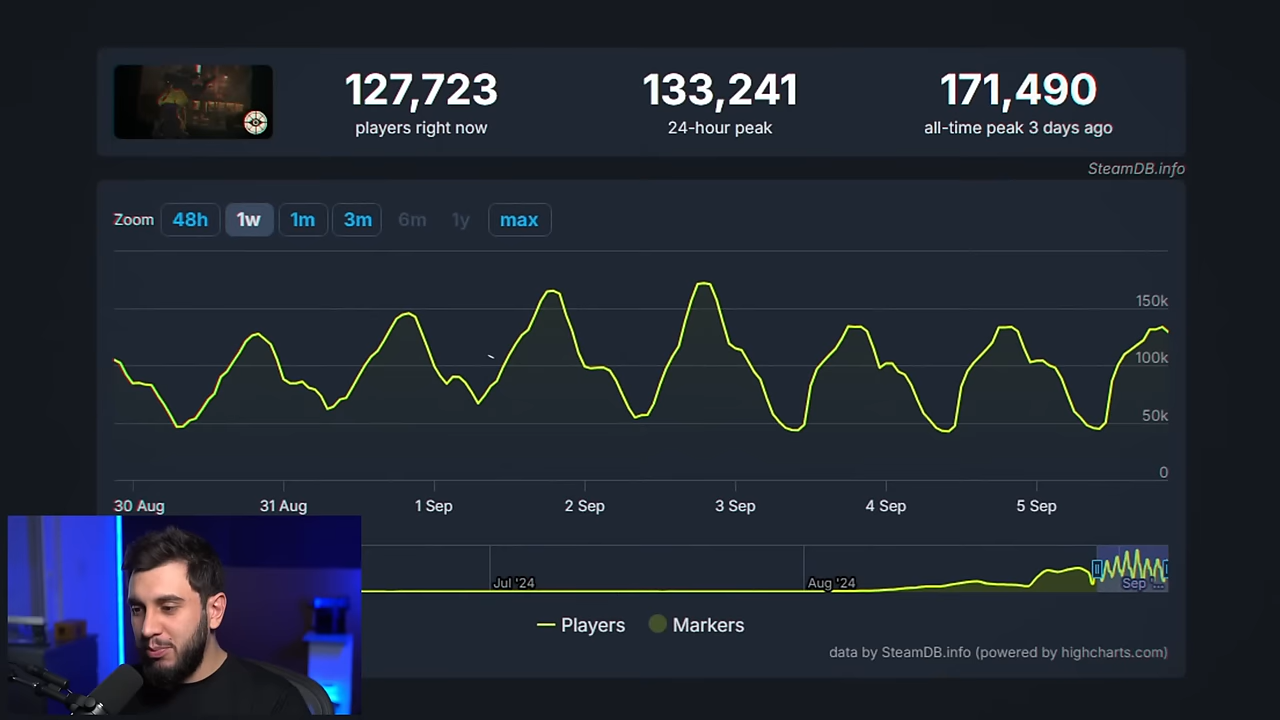 127,723 133,241 171,490
players right now 24-hour peak all-time peak 3 days ago
SteamDB.info
Zoom 48h 1w 1m 3m 6m 1y max
150k
100k
50k
0
30 Aug 31 Aug 1 Sep 2 Sep 3 Sep 4 Sep 5 Sep
Jul '24 Aug '24 Sep '…
Players Markers
data by SteamDB.info (powered by highcharts.com)